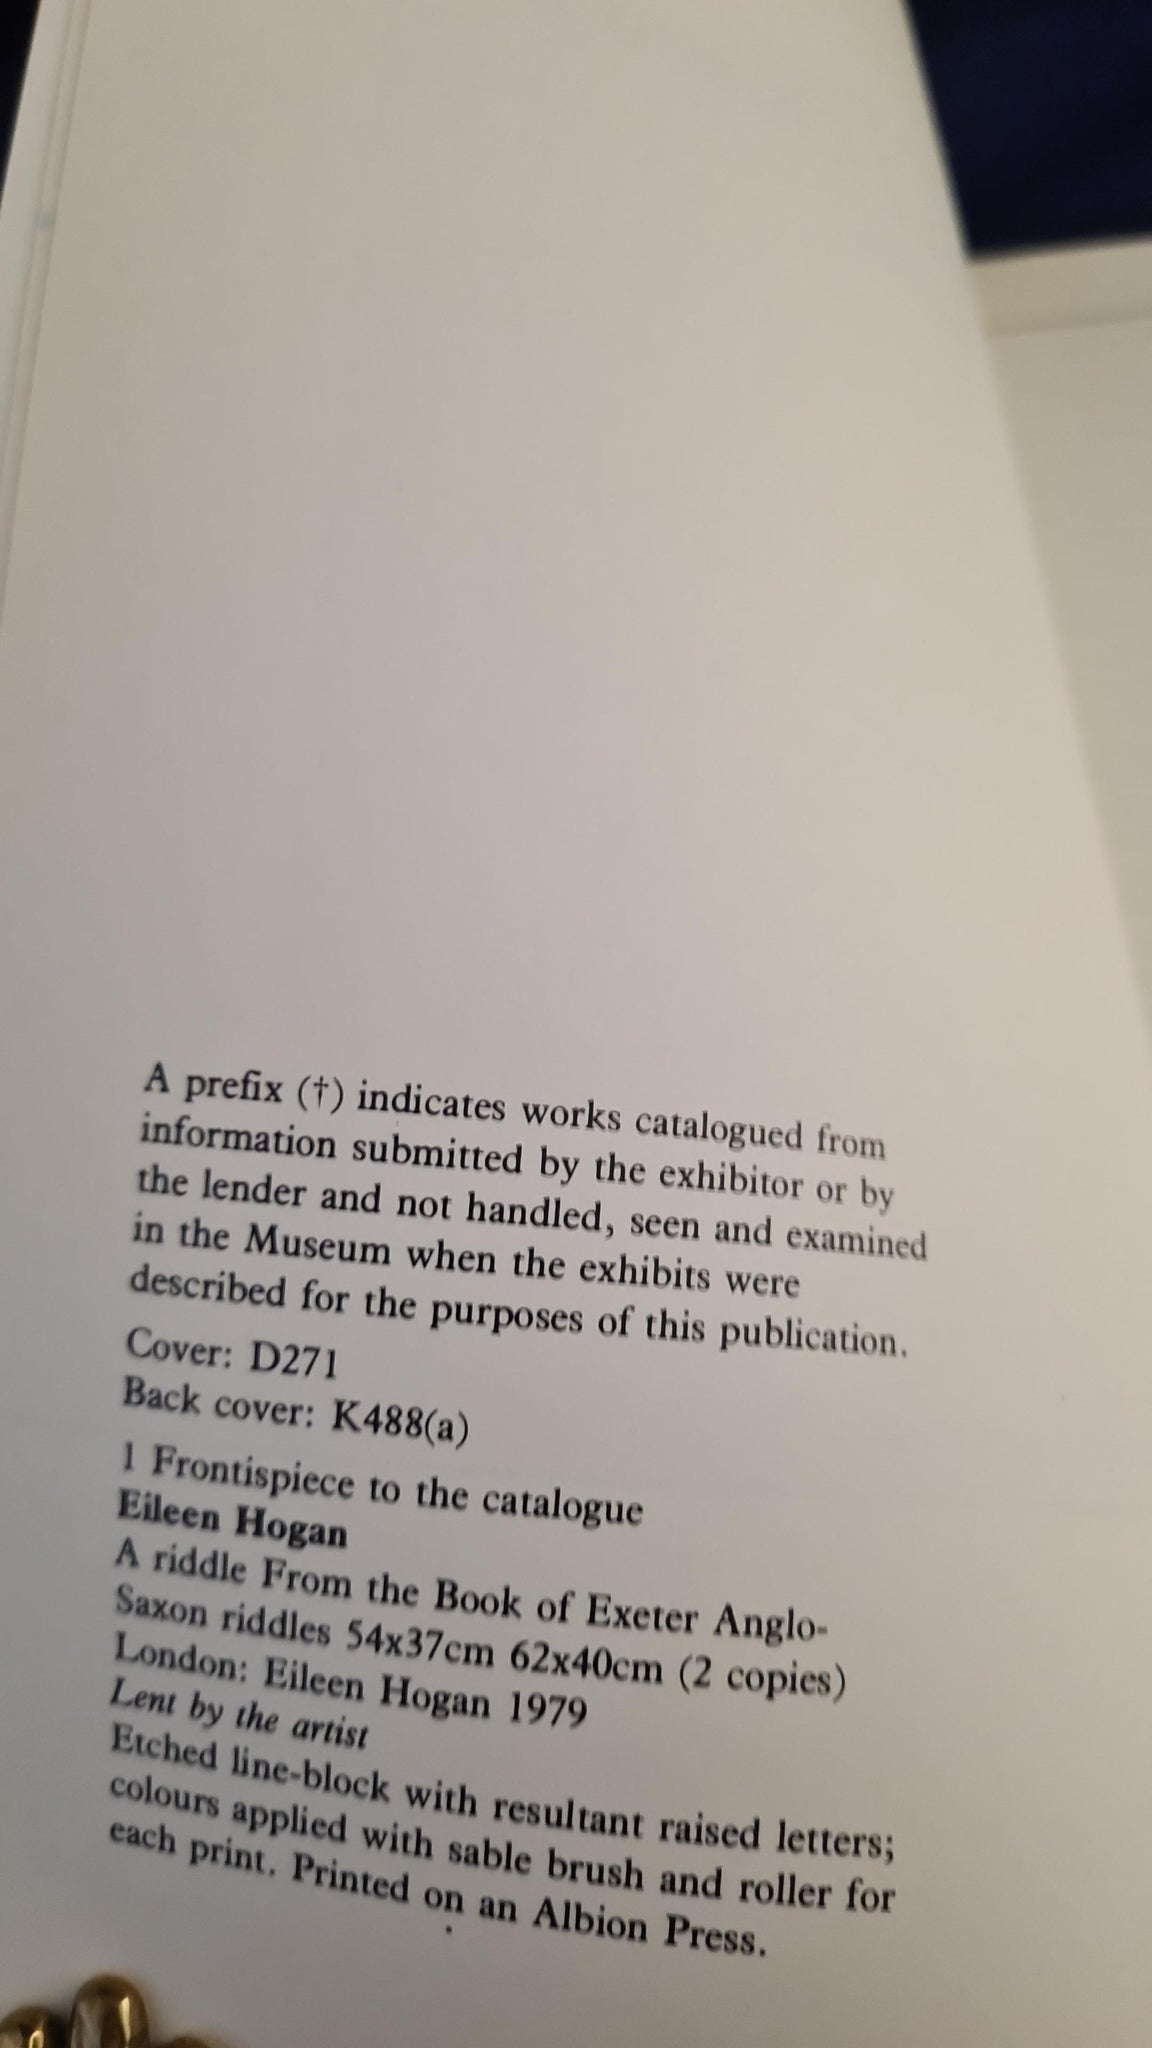 A prefix (†) indicates works catalogued from
information submitted by the exhibitor or by
the lender and not handled, seen and examined
in the Museum when the exhibits were
described for the purposes of this publication.
Cover: D271
Back cover: K488(a)
1 Frontispiece to the catalogue
Eileen Hogan
A riddle From the Book of Exeter Anglo-
Saxon riddles 54x37cm 62x40cm (2 copies)
London: Eileen Hogan 1979
Lent by the artist
Etched line-block with resultant raised letters;
colours applied with sable brush and roller for
each print. Printed on an Albion Press.